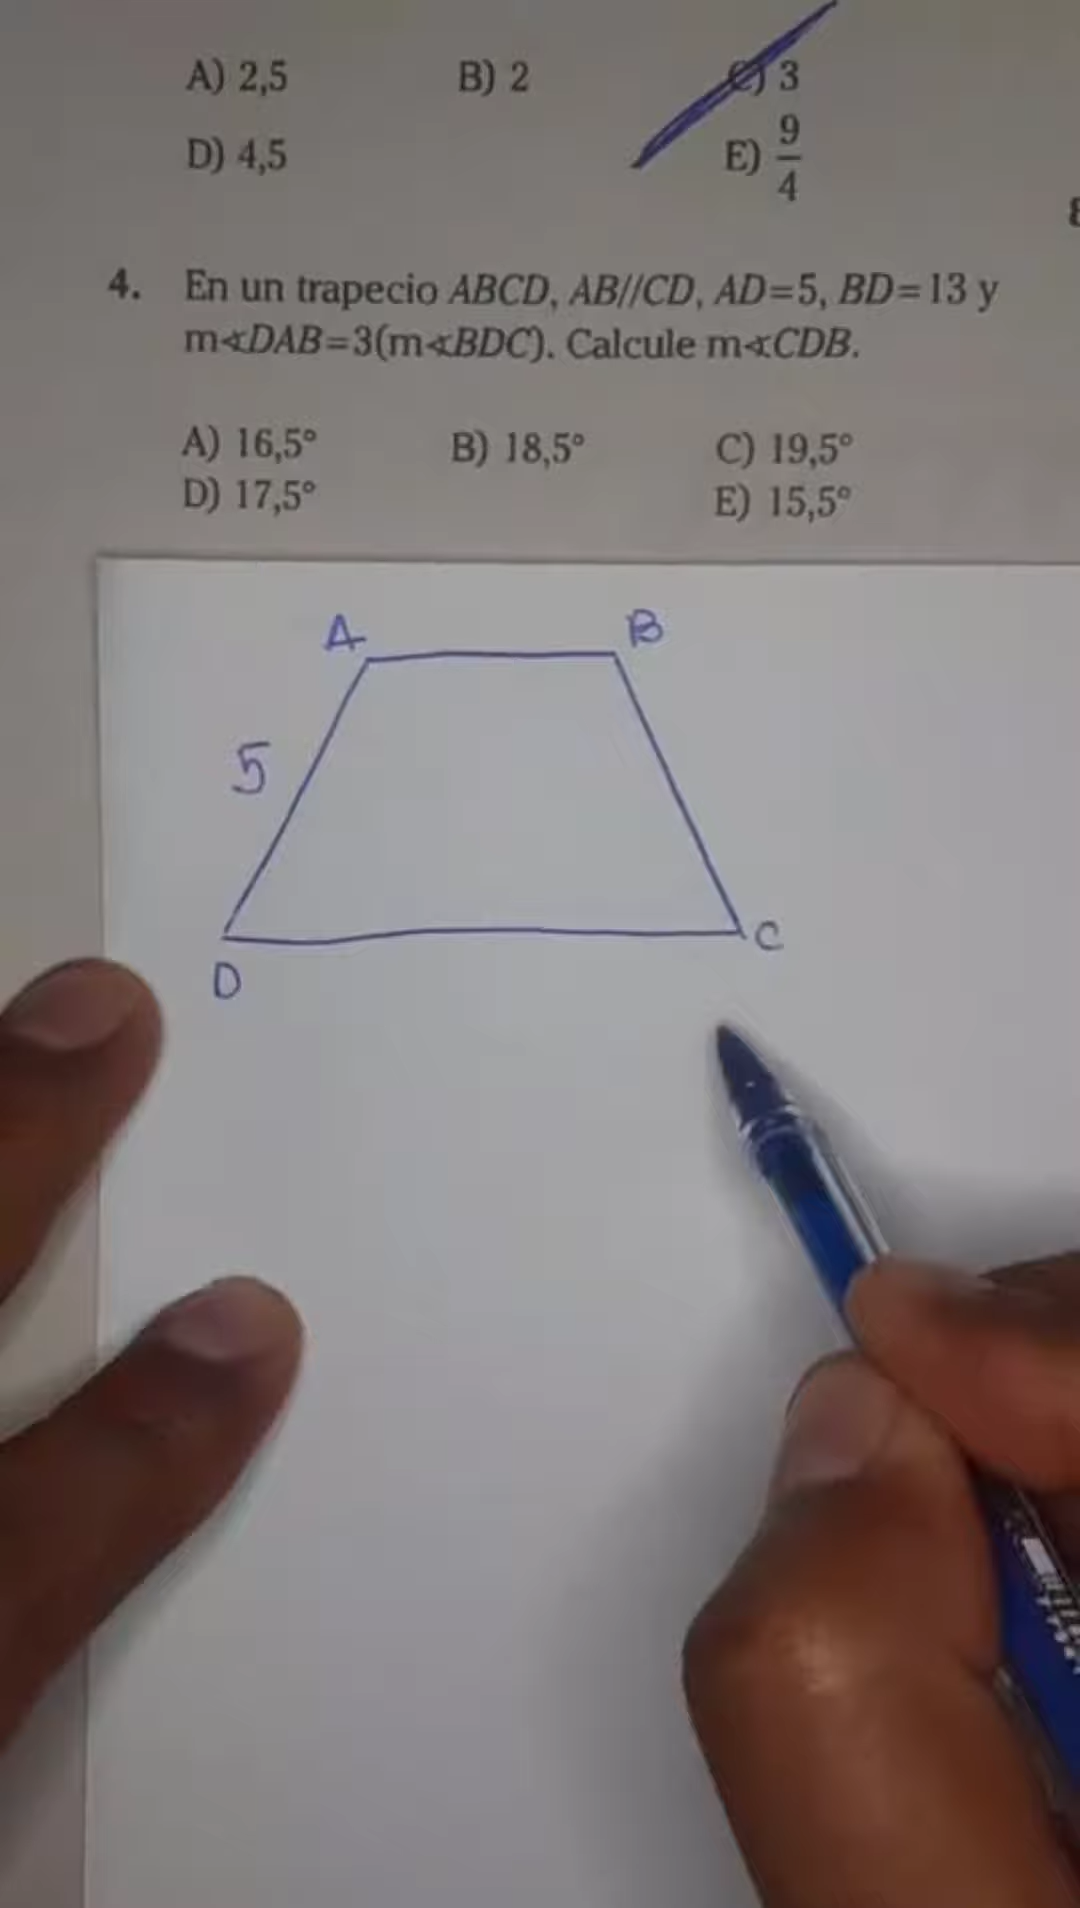 A) 2,5 B) 2 C) 3
D) 4,5 E) 9/4
8
4. En un trapecio ABCD, AB//CD, AD=5, BD=13 y
m∢DAB=3(m∢BDC). Calcule m∢CDB.
A) 16,5° B) 18,5° C) 19,5°
D) 17,5° E) 15,5°
A B
5
D C